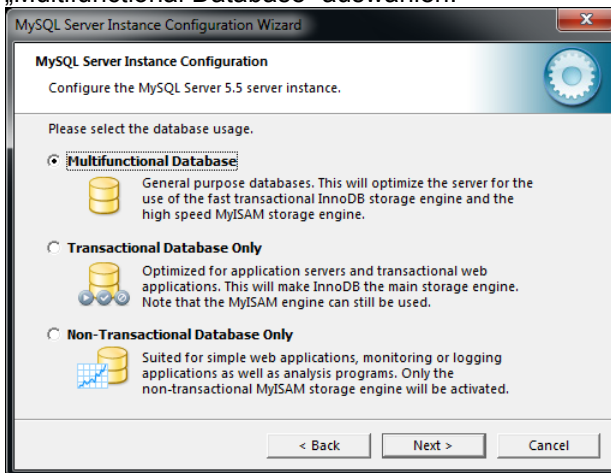 „Multifunctional Database“ auswählen.
MySQL Server Instance Configuration Wizard
MySQL Server Instance Configuration
Configure the MySQL Server 5.5 server instance.
Please select the database usage.
Multifunctional Database
General purpose databases. This will optimize the server for the
use of the fast transactional InnoDB storage engine and the
high speed MyISAM storage engine.
Transactional Database Only
Optimized for application servers and transactional web
applications. This will make InnoDB the main storage engine.
Note that the MyISAM engine can still be used.
Non-Transactional Database Only
Suited for simple web applications, monitoring or logging
applications as well as analysis programs. Only the
non-transactional MyISAM storage engine will be activated.
< Back Next > Cancel